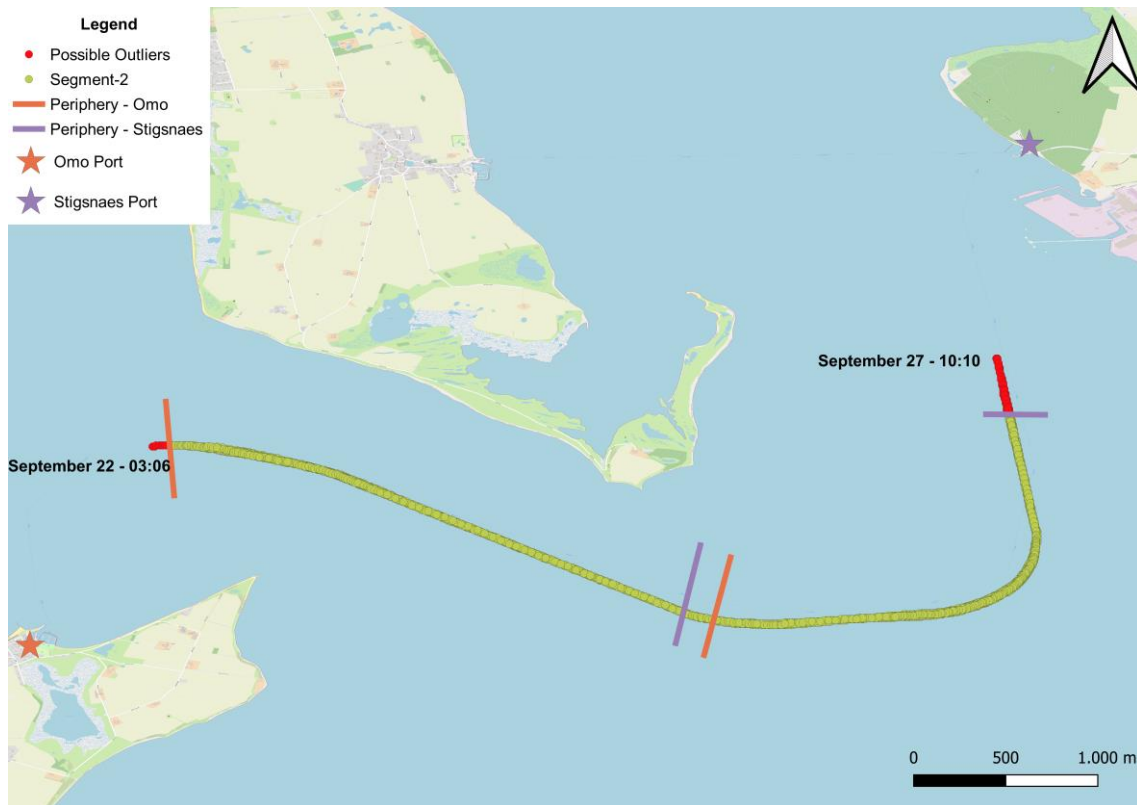 Legend
Possible Outliers
Segment-2
Periphery - Omo
Periphery - Stigsnaes
Omo Port
Stigsnaes Port
September 27 - 10:10
September 22 - 03:06
0 500 1.000 m